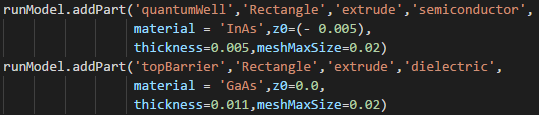 runModel.addPart('quantumWell','Rectangle','extrude','semiconductor',
material = 'InAs',z0=(- 0.005),
thickness=0.005,meshMaxSize=0.02)
runModel.addPart('topBarrier','Rectangle','extrude','dielectric',
material = 'GaAs',z0=0.0,
thickness=0.011,meshMaxSize=0.02)